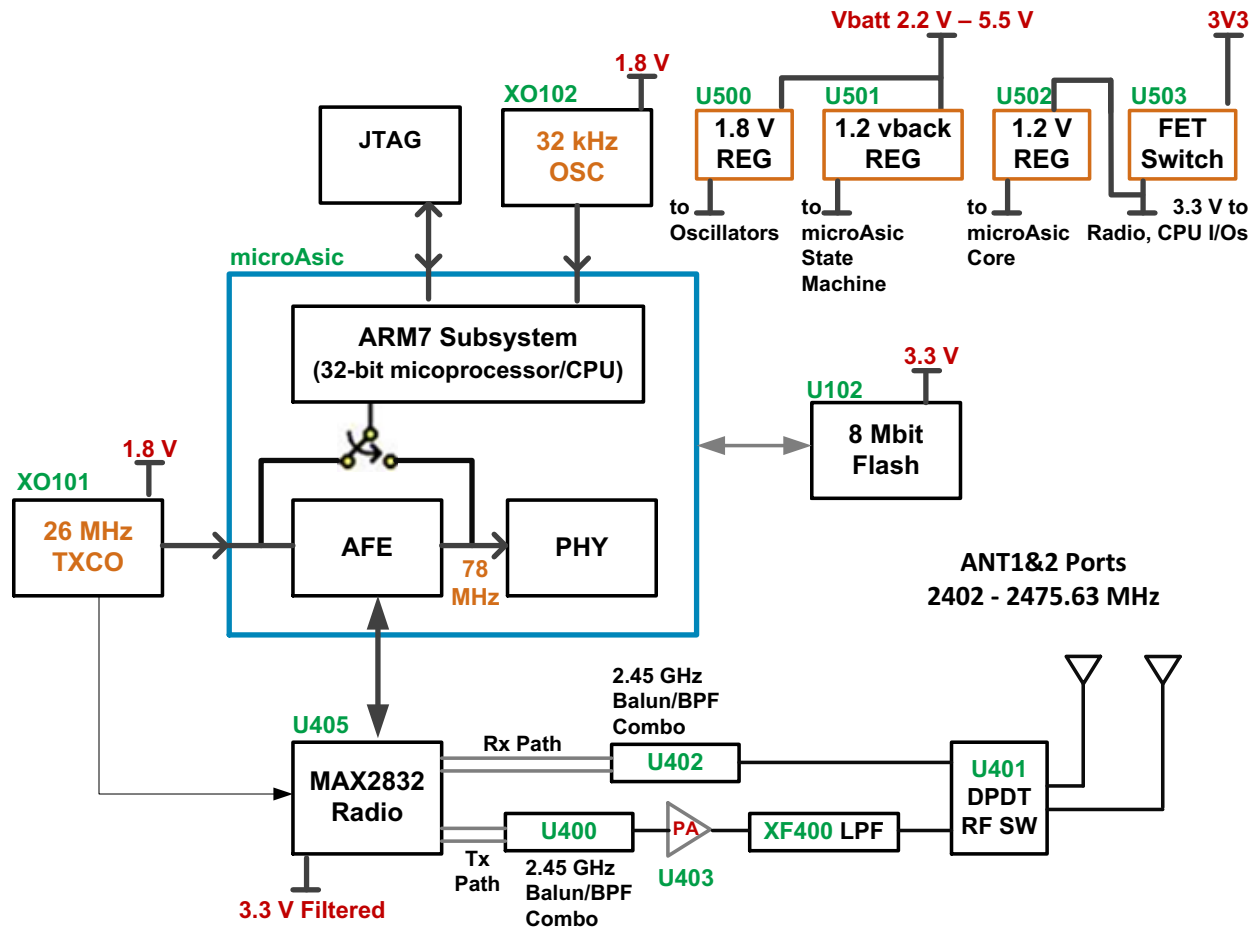 Vbatt 2.2 V – 5.5 V
3V3
1.8 V
XO102
U500
U501
U502
U503
JTAG
32 kHz
OSC
1.8 V
REG
1.2 vback
REG
1.2 V
REG
FET
Switch
to
Oscillators
to
microAsic
State
Machine
to
microAsic
Core
3.3 V to
Radio, CPU I/Os
microAsic
ARM7 Subsystem
(32-bit micoprocessor/CPU)
3.3 V
U102
8 Mbit
Flash
1.8 V
XO101
26 MHz
TXCO
AFE
78
MHz
PHY
ANT1&2 Ports
2402 - 2475.63 MHz
2.45 GHz
Balun/BPF
Combo
U405
Rx Path
U402
MAX2832
Radio
U401
DPDT
RF SW
U400
PA
XF400 LPF
Tx
Path
U403
2.45 GHz
Balun/BPF
Combo
3.3 V Filtered